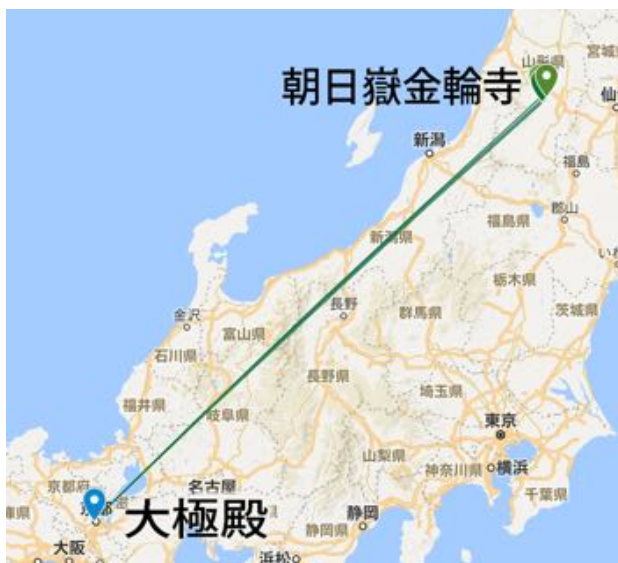 山形県
宮城
朝日嶽金輪寺
仙
新潟
福島
郡山
福島県
新潟県
いわ
栃木県
金沢
長野
群馬県
茨城県
富山県
石川県
長野県
埼玉県
福井県
岐阜県
東京
山梨県
神奈川県
横浜
千葉県
京都府
名古屋
庫県
大極殿
静岡
静岡県
大阪
浜松